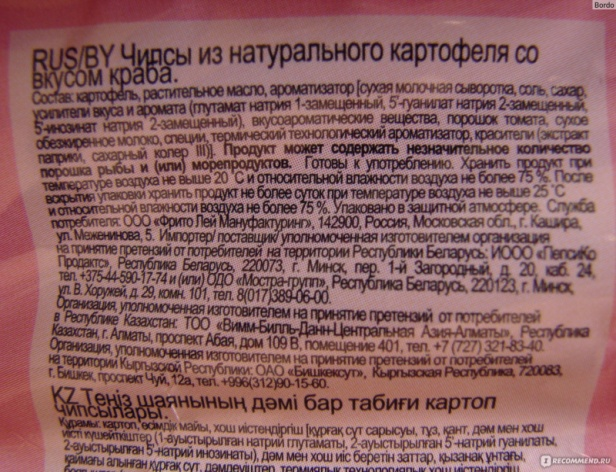 Bordo
RUS/BY Чипсы из натурального картофеля со
вкусом краба.
Состав: картофель, растительное масло, ароматизатор [сухая молочная сыворотка, соль, сахар,
усилители вкуса и аромата (глутамат натрия 1-замещенный, 5'-гуанилат натрия 2-замещенный,
5'-инозинат натрия 2-замещенный), вкусоароматические вещества, порошок томата, сухое
обезжиренное молоко, специи, термический технологический ароматизатор, красители (экстракт
паприки, сахарный колер III)]. Продукт может содержать незначительное количество
порошка рыбы и (или) морепродуктов. Готовы к употреблению. Хранить продукт при
температуре воздуха не выше 20˚С и относительной влажности воздуха не более 75 %. После
вскрытия упаковки хранить продукт не более суток при температуре воздуха не выше 25˚С
и относительной влажности воздуха не более 75 %. Упаковано в защитной атмосфере. Служба
потребителя: ООО «Фрито Лей Мануфактуринг», 142900, Россия, Московская обл., г. Кашира,
ул. Меженинова, 5. Импортер/ поставщик/ уполномоченная изготовителем организация
на принятие претензий от потребителей на территории Республики Беларусь: ИООО «ПепсиКо
Продактс», Республика Беларусь, 220073, г. Минск, пер. 1-й Загородный, д. 20, каб. 24,
тел. +375-44-590-17-74 и (или) ОДО «Мостра-групп», Республика Беларусь, 220123, г. Минск,
ул. В. Хоружей, д. 29, комн. 101, тел. 8(017)389-06-00.
Организация, уполномоченная изготовителем на принятие претензий от потребителей
в Республике Казахстан: ТОО «Вимм-Билль-Данн-Центральная Азия-Алматы», Республика
Казахстан, г. Алматы, проспект Абая, дом 109 В, помещение 401, тел. +7 (727) 321-83-40.
Организация, уполномоченная изготовителем на принятие претензий от потребителей
на территории Кыргызской Республики: ОАО «Бишкексут», Кыргызская Республика, 720083,
г. Бишкек, проспект Чуй, 12а, тел. +996(312)90-15-60.
KZ Теңіз шаянының дәмі бар табиғи картоп
чипсылары.
Құрамы: картоп, өсімдік майы, хош иістендіргіш [құрғақ сүт сарысуы, тұз, қант, дәм мен хош
иісті күшейткіштер (1-ауыстырылған натрий глутаматы, 2-ауыстырылған 5'-натрий гуанилаты,
2-ауыстырылған 5'-натрий инозинаты), дәм мен хош иіс беретін заттар, қызанақ ұнтағы,
қаймағы алынған құрғақ сүт, дәмдеуіштер, термиялық технологиялық хош иістендіргіш,
IRECOMMEND.RU